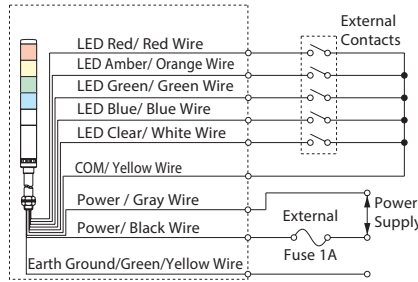 External
Contacts
LED Red/ Red Wire
LED Amber/ Orange Wire
LED Green/ Green Wire
LED Blue/ Blue Wire
LED Clear/ White Wire
COM/ Yellow Wire
Power / Gray Wire
Power/ Black Wire
External
Fuse 1A
Power
Supply
Earth Ground/Green/Yellow Wire